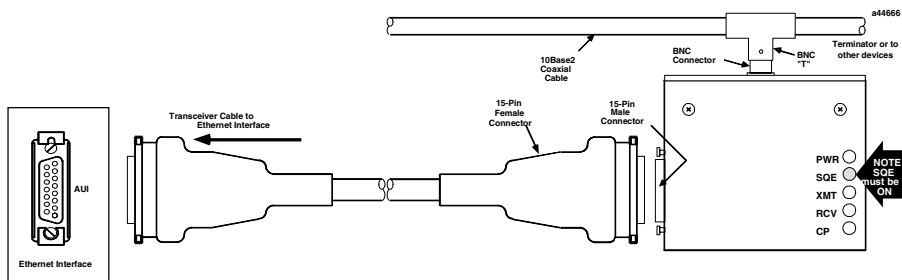 a44666
10Base2
Coaxial
Cable
BNC
Connector
BNC
"T"
Terminator or to
other devices
Transceiver Cable to
Ethernet Interface
15-Pin
Female
Connector
15-Pin
Male
Connector
AUI
Ethernet Interface
PWR
SQE
XMT
RCV
CP
NOTE
SQE
must be
ON